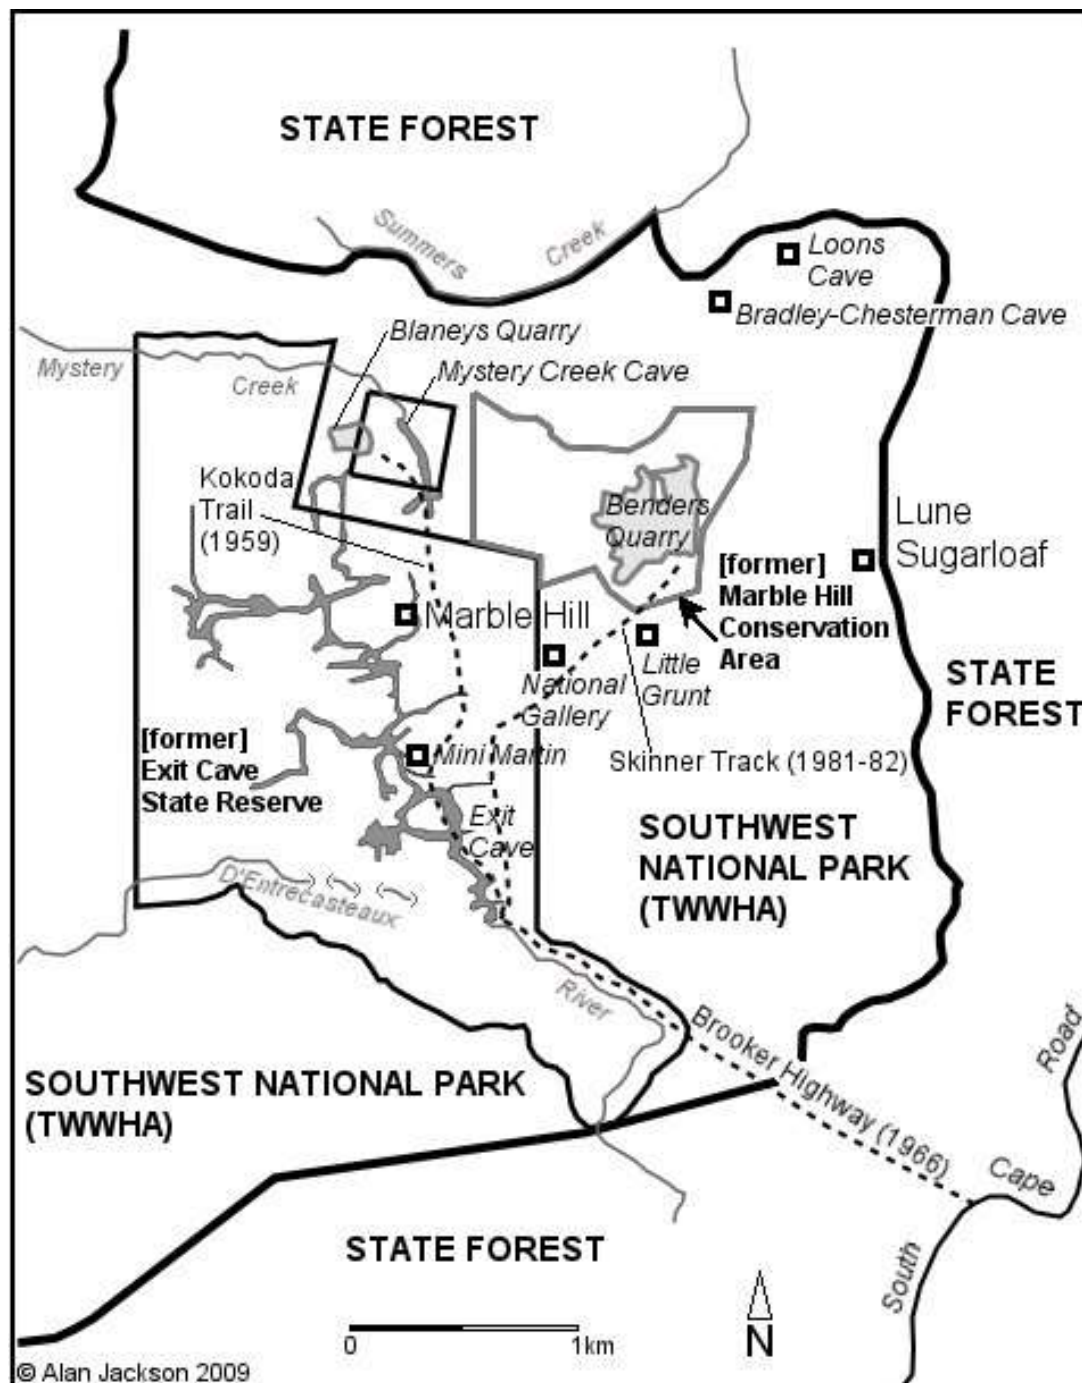 STATE FOREST
Summers
Creek
Loons
Cave
Bradley-Chesterman Cave
Blaneys Quarry
Mystery Creek Cave
Mystery
Creek
Kokoda
Trail
(1959)
Benders
Quarry
Lune
Sugarloaf
[former]
Marble Hill
Conservation
Area
Marble Hill
Little
Grunt
National
Gallery
STATE
FOREST
[former]
Exit Cave
State Reserve
Mini Martin
Skinner Track (1981-82)
Exit
Cave
SOUTHWEST
NATIONAL PARK
(TWWHA)
D'Entrecasteaux
River
Brooker Highway (1966)
Road'
Cape
South
SOUTHWEST NATIONAL PARK
(TWWHA)
STATE FOREST
0
1km
N
© Alan Jackson 2009